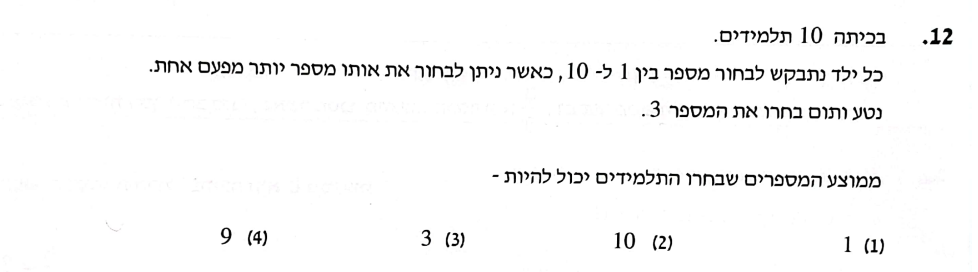 12. בכיתה 10 תלמידים.
כל ילד נתבקש לבחור מספר בין 1 ל- 10, כאשר ניתן לבחור את אותו מספר יותר מפעם אחת.
נטע ותום בחרו את המספר 3.
ממוצע המספרים שבחרו התלמידים יכול להיות -
(1) 1 (2) 10 (3) 3 (4) 9